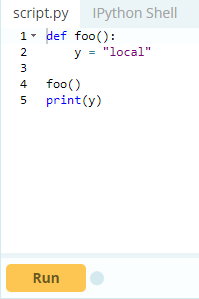 script.py IPython Shell
1 def foo():
2     y = "local"
3
4 foo()
5 print(y)
Run